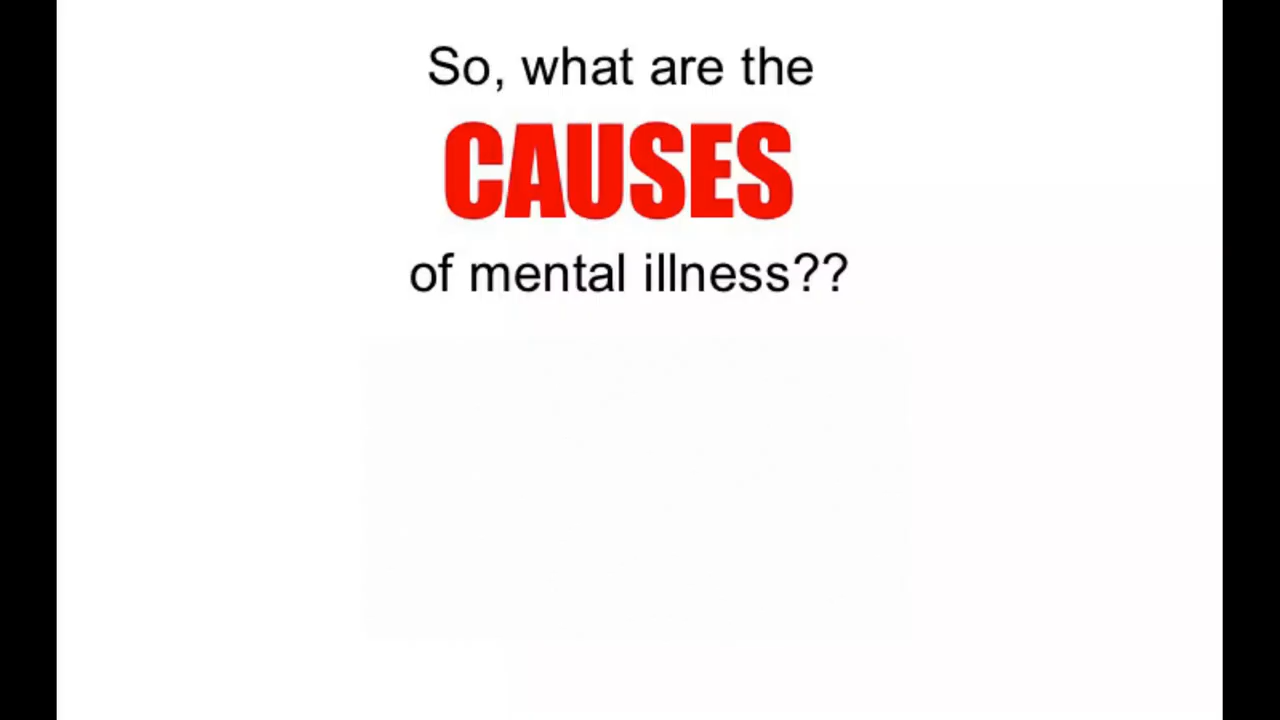 So, what are the
CAUSES
of mental illness??